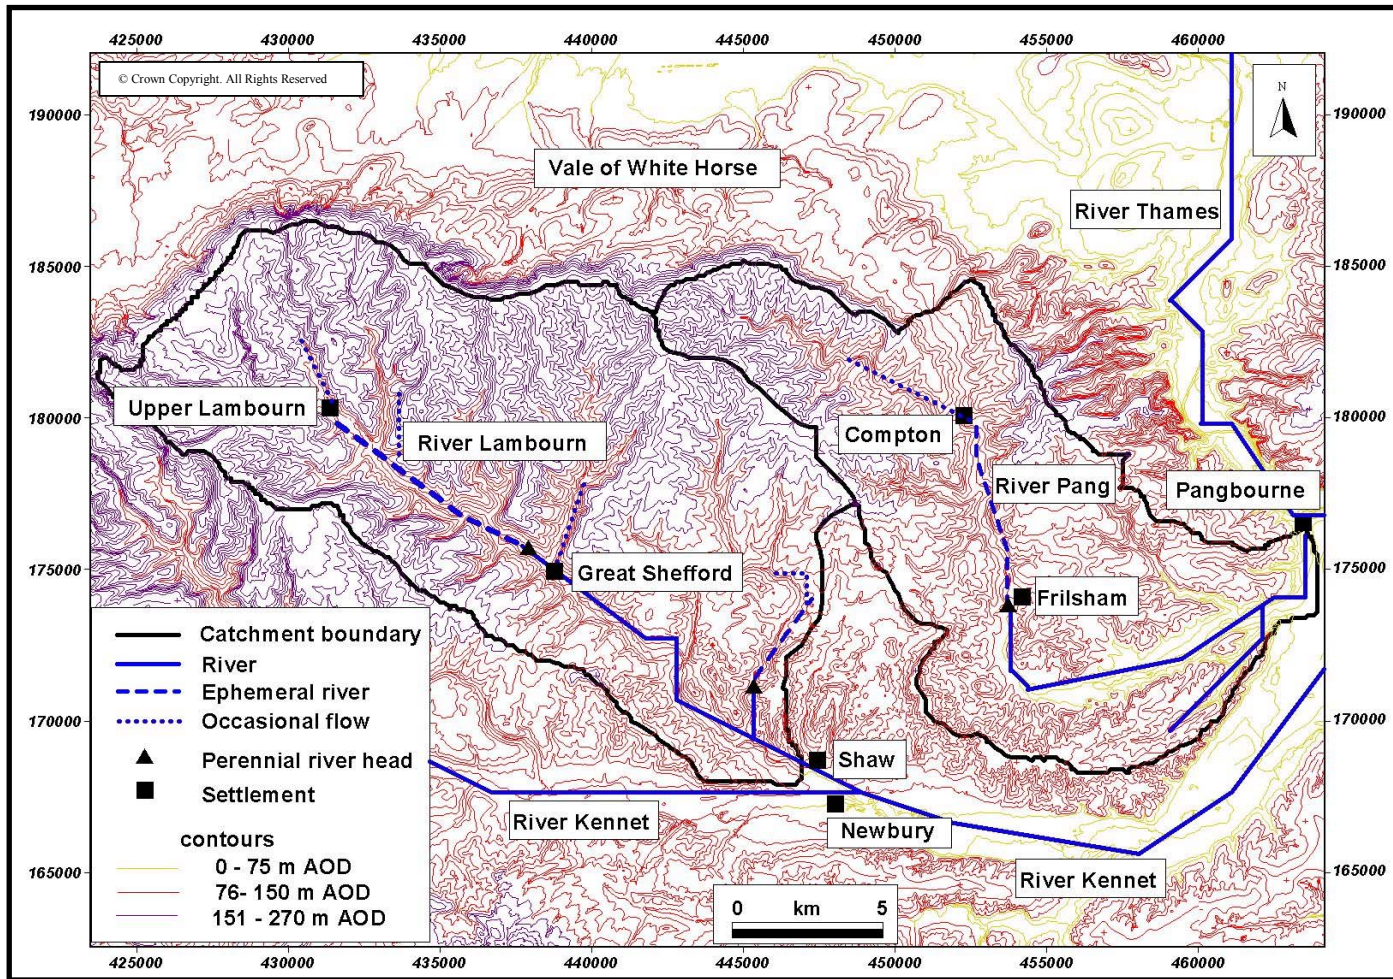 425000 430000 435000 440000 445000 450000 455000 460000
© Crown Copyright. All Rights Reserved
N
190000 190000
Vale of White Horse
River Thames
185000 185000
Upper Lambourn
180000 180000
River Lambourn
Compton
River Pang
Pangbourne
175000 175000
Great Shefford
Frilsham
Catchment boundary
River
Ephemeral river
Occasional flow
Perennial river head
Settlement
contours
0 - 75 m AOD
76- 150 m AOD
151 - 270 m AOD
170000 170000
Shaw
River Kennet
Newbury
River Kennet
165000 165000
0 km 5
425000 430000 435000 440000 445000 450000 455000 460000